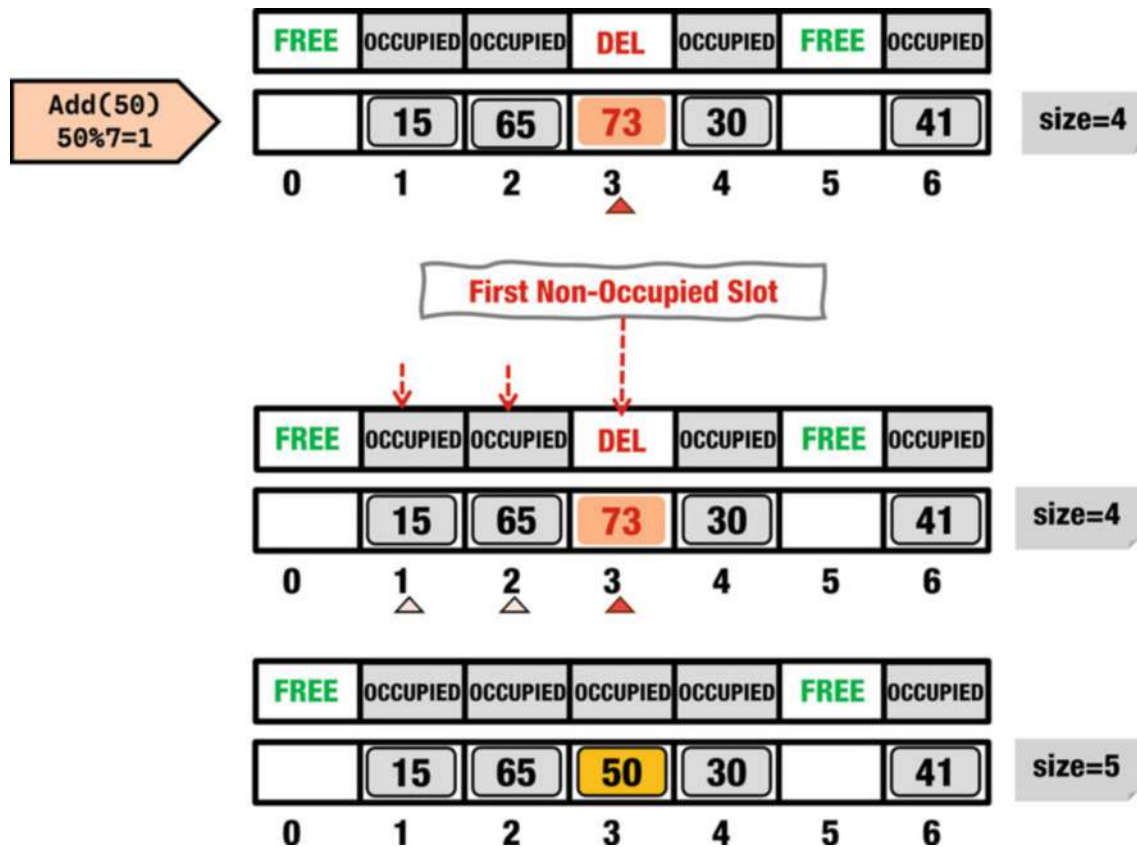 FREE OCCUPIED OCCUPIED DEL OCCUPIED FREE OCCUPIED
Add(50)
50%7=1
15 65 73 30 41
size=4
0 1 2 3 4 5 6
First Non-Occupied Slot
FREE OCCUPIED OCCUPIED DEL OCCUPIED FREE OCCUPIED
15 65 73 30 41
size=4
0 1 2 3 4 5 6
FREE OCCUPIED OCCUPIED OCCUPIED OCCUPIED FREE OCCUPIED
15 65 50 30 41
size=5
0 1 2 3 4 5 6